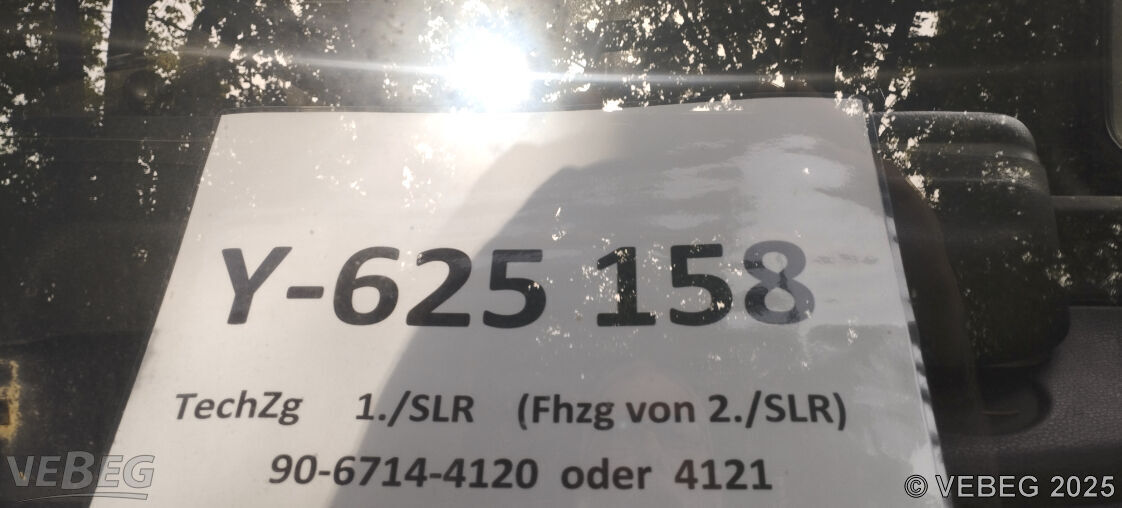 Y-625 158
TechZg 1./SLR (Fhzg von 2./SLR)
90-6714-4120 oder 4121
VEBEG
© VEBEG 2025